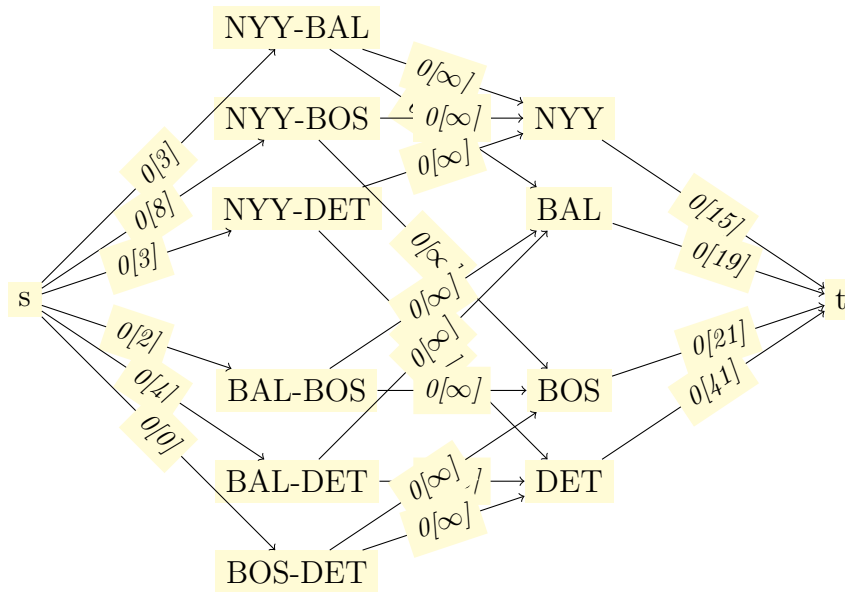 NYY-BAL
0[∞]
NYY-BOS
0[∞]
NYY
0[3]
0[∞]
0[8]
NYY-DET
BAL
0[15]
0[3]
0[19]
s
t
0[∞]
0[2]
0[∞]
0[21]
0[∞]
0[4]
BAL-BOS
0[∞]
BOS
0[41]
0[0]
BAL-DET
0[∞]
DET
0[∞]
BOS-DET